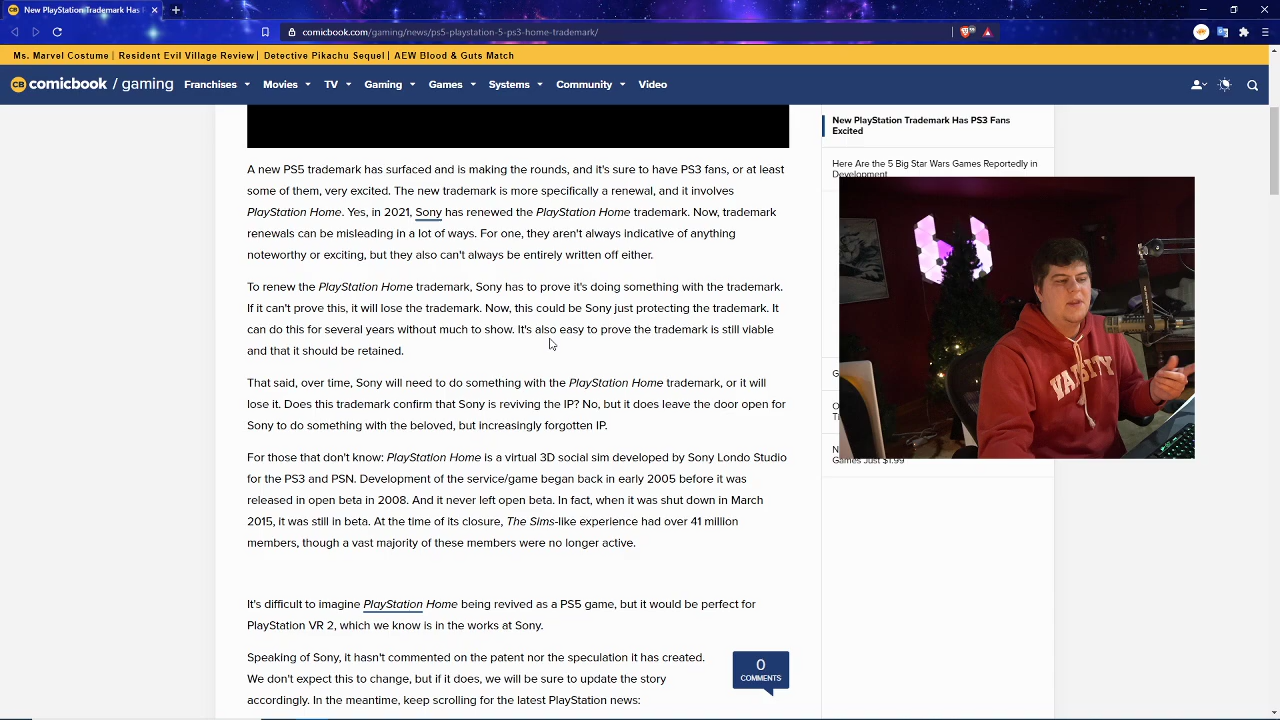 New PlayStation Trademark Has
comicbook.com/gaming/news/ps5-playstation-5-ps3-home-trademark/
Ms. Marvel Costume | Resident Evil Village Review | Detective Pikachu Sequel | AEW Blood & Guts Match
CB comicbook / gaming Franchises Movies TV Gaming Games Systems Community Video
A new PS5 trademark has surfaced and is making the rounds, and it's sure to have PS3 fans, or at least
some of them, very excited. The new trademark is more specifically a renewal, and it involves
PlayStation Home. Yes, in 2021, Sony has renewed the PlayStation Home trademark. Now, trademark
renewals can be misleading in a lot of ways. For one, they aren't always indicative of anything
noteworthy or exciting, but they also can't always be entirely written off either.
To renew the PlayStation Home trademark, Sony has to prove it's doing something with the trademark.
If it can't prove this, it will lose the trademark. Now, this could be Sony just protecting the trademark. It
can do this for several years without much to show. It's also easy to prove the trademark is still viable
and that it should be retained.
That said, over time, Sony will need to do something with the PlayStation Home trademark, or it will
lose it. Does this trademark confirm that Sony is reviving the IP? No, but it does leave the door open for
Sony to do something with the beloved, but increasingly forgotten IP.
For those that don't know: PlayStation Home is a virtual 3D social sim developed by Sony Londo Studio
for the PS3 and PSN. Development of the service/game began back in early 2005 before it was
released in open beta in 2008. And it never left open beta. In fact, when it was shut down in March
2015, it was still in beta. At the time of its closure, The Sims-like experience had over 41 million
members, though a vast majority of these members were no longer active.
It's difficult to imagine PlayStation Home being revived as a PS5 game, but it would be perfect for
PlayStation VR 2, which we know is in the works at Sony.
Speaking of Sony, it hasn't commented on the patent nor the speculation it has created.
We don't expect this to change, but if it does, we will be sure to update the story
accordingly. In the meantime, keep scrolling for the latest PlayStation news:
0
COMMENTS
New PlayStation Trademark Has PS3 Fans
Excited
Here Are the 5 Big Star Wars Games Reportedly in
Development
Games Just $1.99
VARSITY